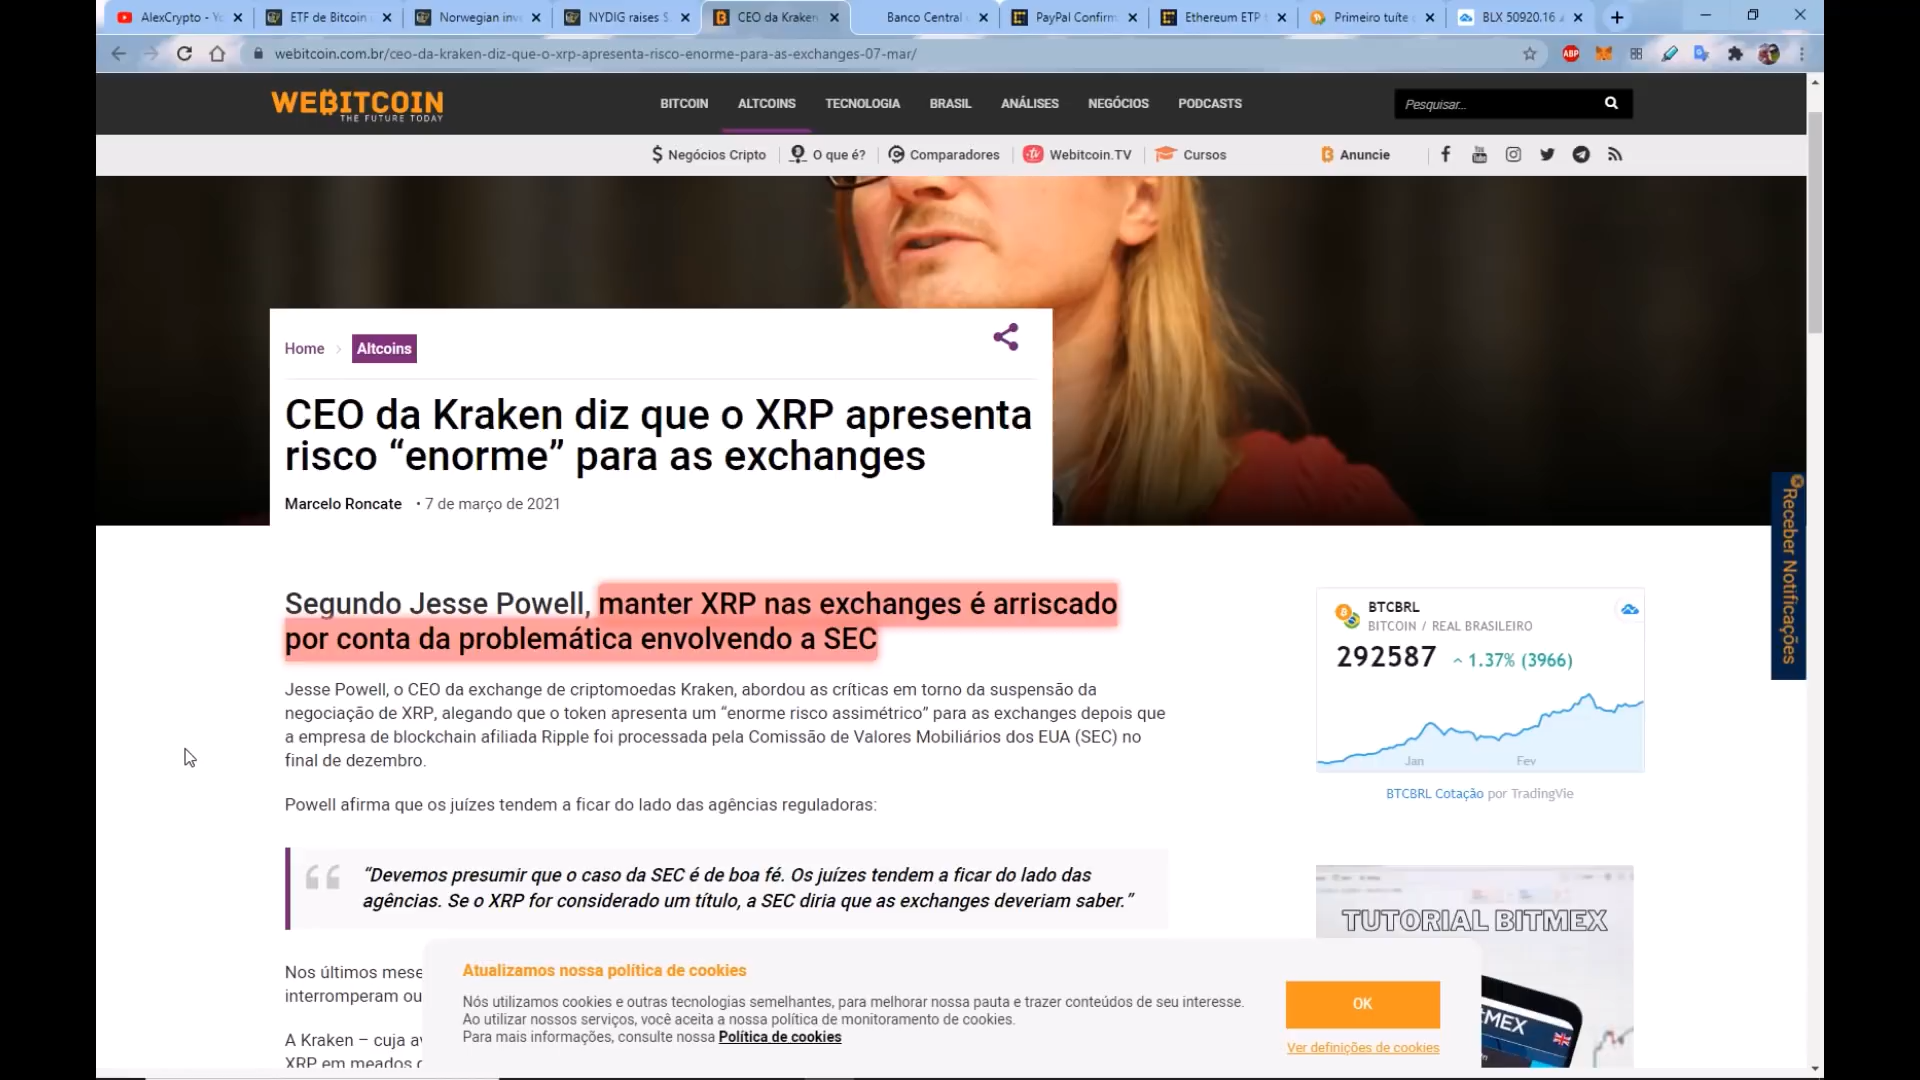 AlexCrypto - Yo
ETF de Bitcoin
Norwegian inv
NYDIG raises S
CEO da Kraken
Banco Central
PayPal Confirm
Ethereum ETP
Primeiro tuíte
BLX 50920.16
webitcoin.com.br/ceo-da-kraken-diz-que-o-xrp-apresenta-risco-enorme-para-as-exchanges-07-mar/
ABP
WEBITCOIN
THE FUTURE TODAY
BITCOIN
ALTCOINS
TECNOLOGIA
BRASIL
ANÁLISES
NEGÓCIOS
PODCASTS
Pesquisar...
Negócios Cripto
O que é?
Comparadores
Webitcoin.TV
Cursos
Anuncie
Home
Altcoins
CEO da Kraken diz que o XRP apresenta
risco “enorme” para as exchanges
Marcelo Roncate • 7 de março de 2021
Receber Notificações
Segundo Jesse Powell, manter XRP nas exchanges é arriscado
por conta da problemática envolvendo a SEC
Jesse Powell, o CEO da exchange de criptomoedas Kraken, abordou as críticas em torno da suspensão da
negociação de XRP, alegando que o token apresenta um “enorme risco assimétrico” para as exchanges depois que
a empresa de blockchain afiliada Ripple foi processada pela Comissão de Valores Mobiliários dos EUA (SEC) no
final de dezembro.
Powell afirma que os juízes tendem a ficar do lado das agências reguladoras:
“Devemos presumir que o caso da SEC é de boa fé. Os juízes tendem a ficar do lado das
agências. Se o XRP for considerado um título, a SEC diria que as exchanges deveriam saber.”
Nos últimos mese
interromperam ou
A Kraken – cuja av
XRP em meados d
BTCBRL
BITCOIN / REAL BRASILEIRO
292587 1.37% (3966)
Jan
Fev
BTCBRL Cotação por TradingVie
TUTORIAL BITMEX
MEX
Atualizamos nossa política de cookies
Nós utilizamos cookies e outras tecnologias semelhantes, para melhorar nossa pauta e trazer conteúdos de seu interesse.
Ao utilizar nossos serviços, você aceita a nossa política de monitoramento de cookies.
Para mais informações, consulte nossa Política de cookies
OK
Ver definições de cookies